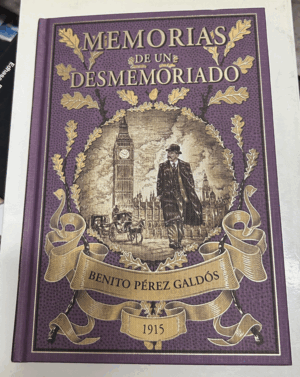 MEMORIAS
DE UN
DESMEMORIADO
BENITO PÉREZ GALDÓS
1915